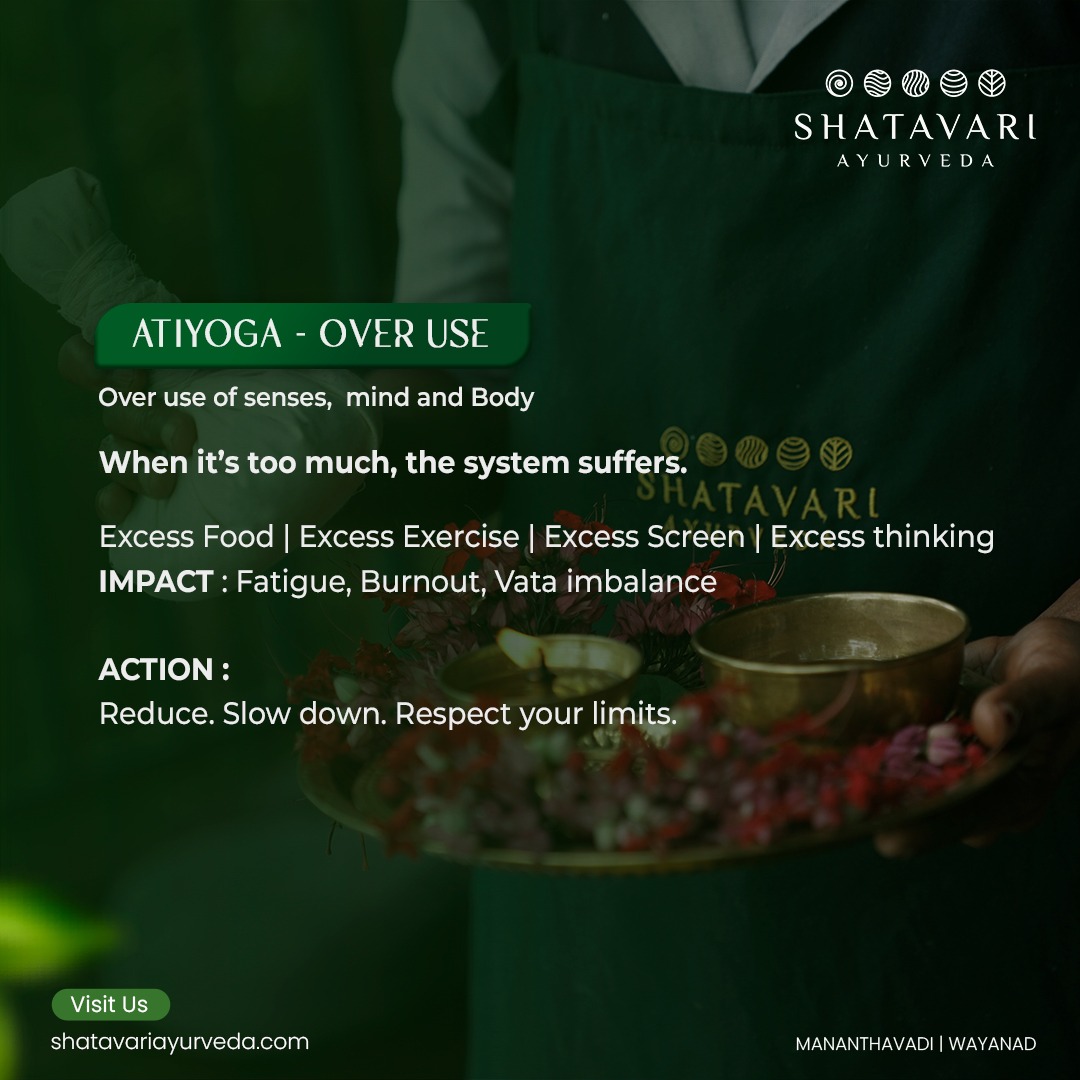 SHATAVARI
AYURVEDA
ATIYOGA - OVER USE
Over use of senses, mind and Body
When it’s too much, the system suffers.
SHATAVARI
Excess Food | Excess Exercise | Excess Screen | Excess thinking
IMPACT : Fatigue, Burnout, Vata imbalance
ACTION :
Reduce. Slow down. Respect your limits.
Visit Us
shatavariayurveda.com
MANANTHAVADI | WAYANAD